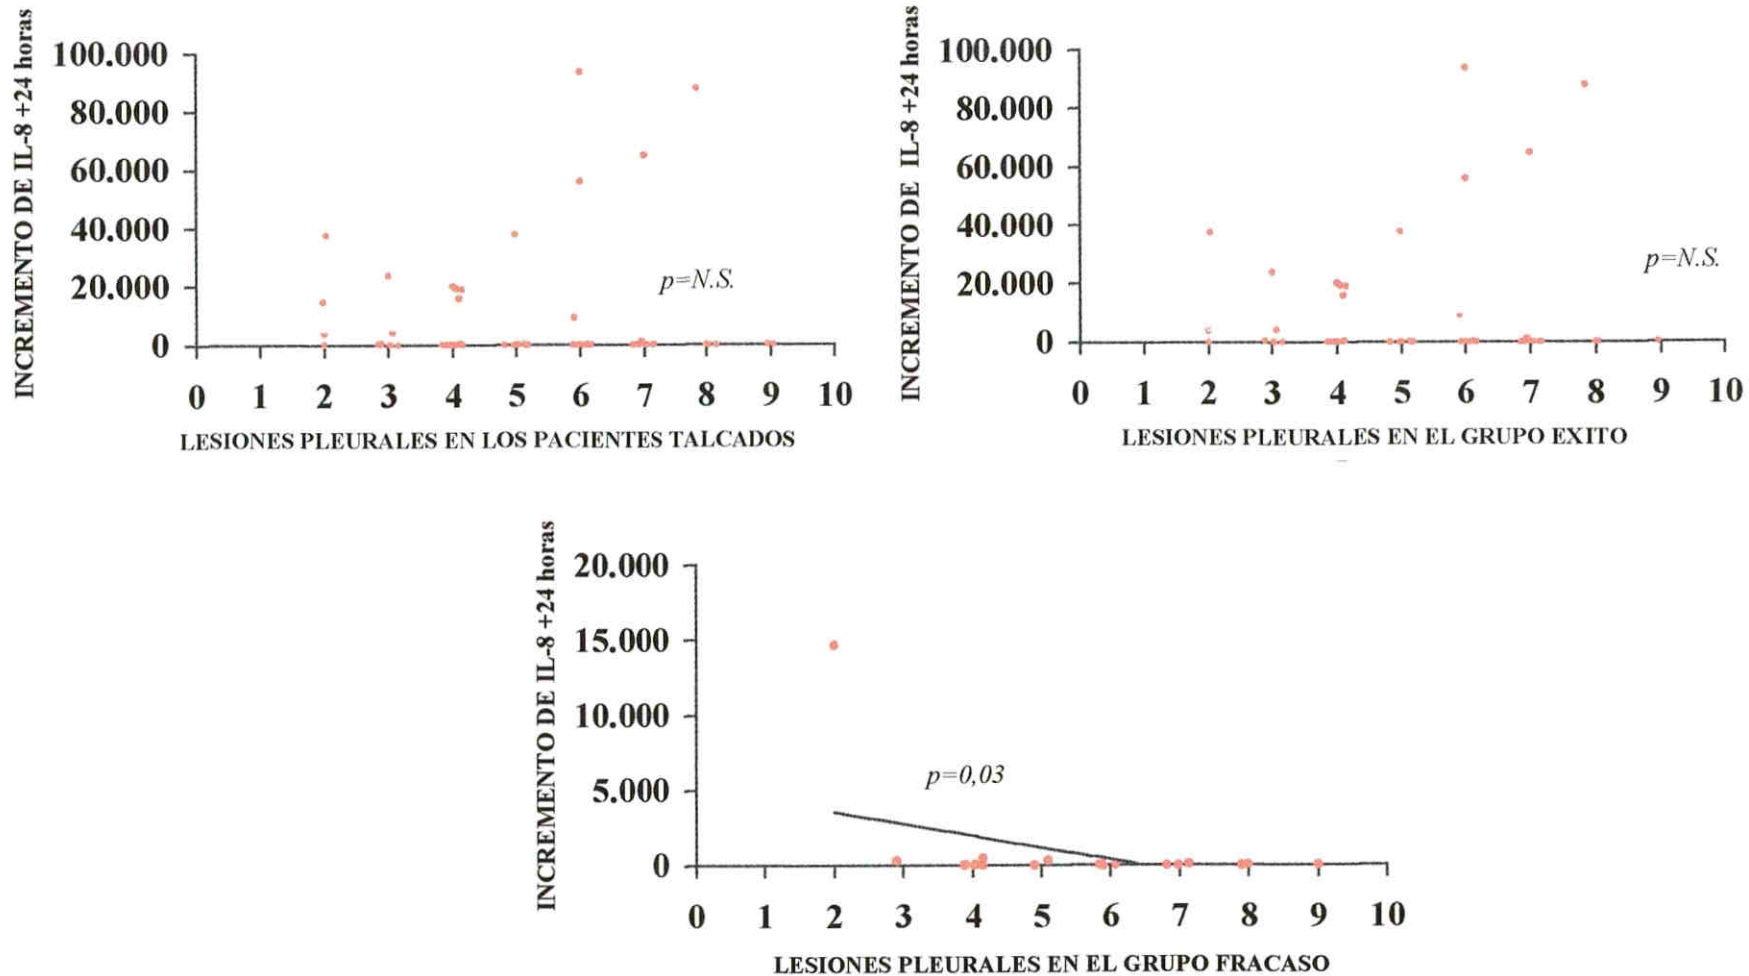 INCREMENTO DE IL-8 +24 horas
100.000
80.000
60.000
40.000
20.000
0
p=N.S.
0 1 2 3 4 5 6 7 8 9 10
LESIONES PLEURALES EN LOS PACIENTES TALCADOS
INCREMENTO DE IL-8 +24 horas
100.000
80.000
60.000
40.000
20.000
0
p=N.S.
0 1 2 3 4 5 6 7 8 9 10
LESIONES PLEURALES EN EL GRUPO EXITO
INCREMENTO DE IL-8 +24 horas
20.000
15.000
10.000
5.000
0
p=0,03
0 1 2 3 4 5 6 7 8 9 10
LESIONES PLEURALES EN EL GRUPO FRACASO